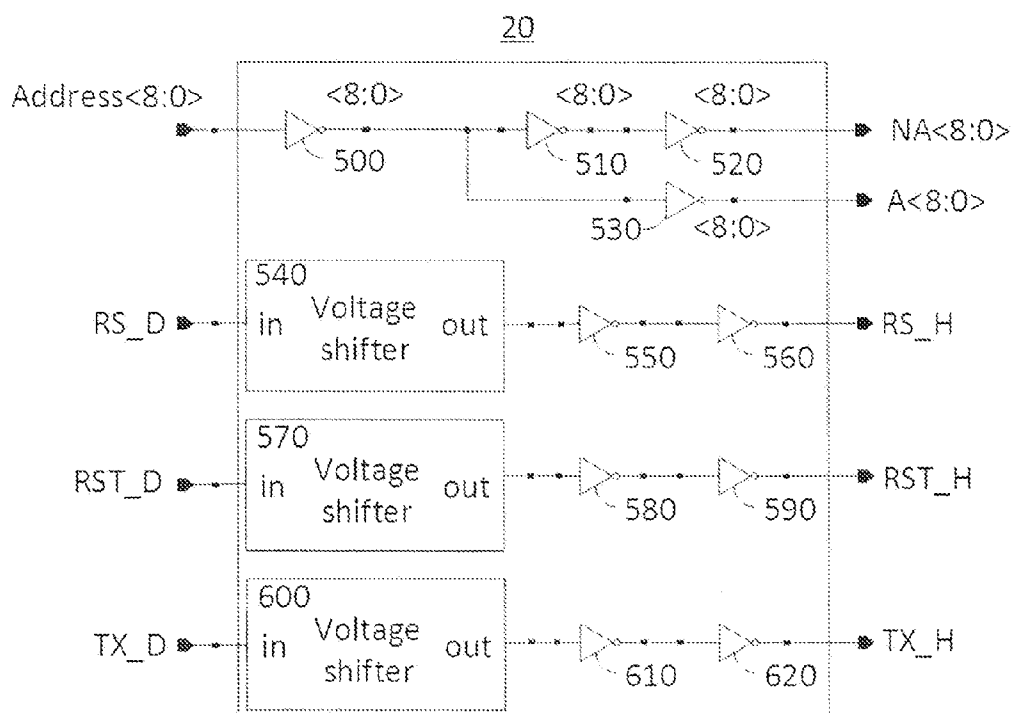 20
Address<8:0>
<8:0>
<8:0>
<8:0>
500
510
520
NA<8:0>
530
<8:0>
A<8:0>
540
RS_D
in
Voltage
shifter
out
550
560
RS_H
570
RST_D
in
Voltage
shifter
out
580
590
RST_H
600
TX_D
in
Voltage
shifter
out
610
620
TX_H